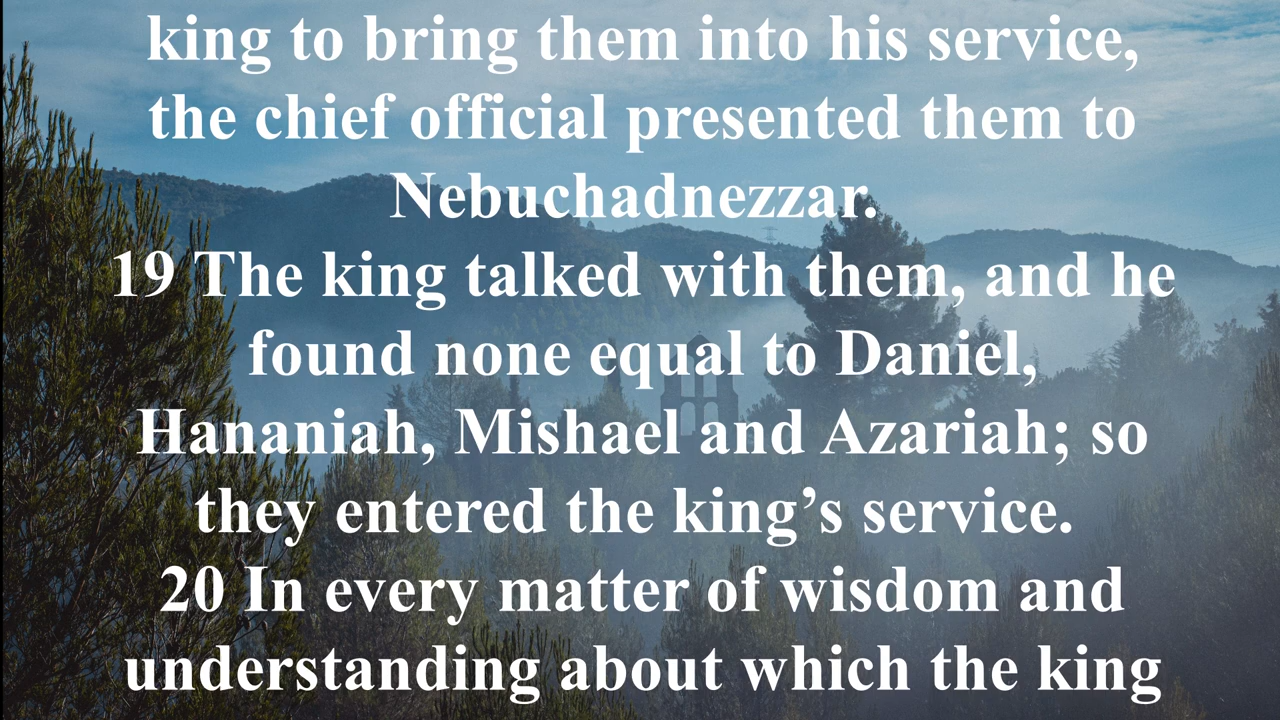 king to bring them into his service,
the chief official presented them to
Nebuchadnezzar.
19 The king talked with them, and he
found none equal to Daniel,
Hananiah, Mishael and Azariah; so
they entered the king’s service.
20 In every matter of wisdom and
understanding about which the king